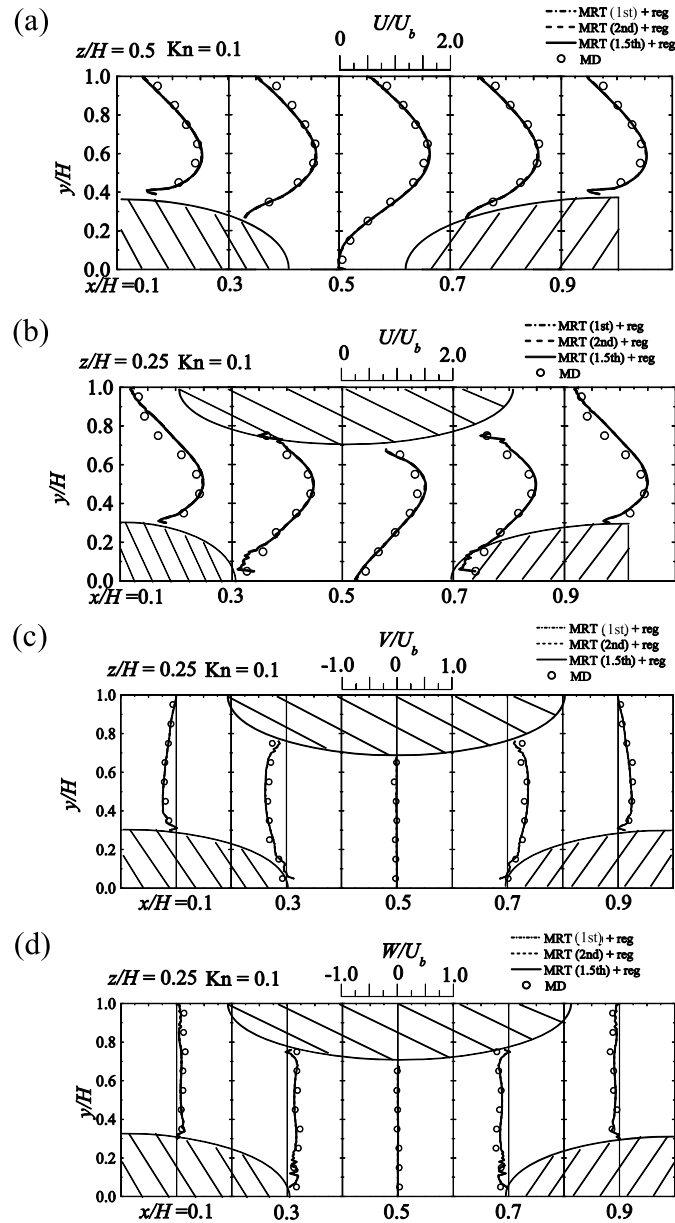 (a)
U/U_b
MRT (1st) + reg
MRT (2nd) + reg
MRT (1.5th) + reg
MD
z/H = 0.5 Kn = 0.1
0 2.0
1.0
0.8
0.6
0.4
0.2
0.0
y/H
x/H =0.1 0.3 0.5 0.7 0.9
(b)
U/U_b
MRT (1st) + reg
MRT (2nd) + reg
MRT (1.5th) + reg
MD
z/H = 0.25 Kn = 0.1
0 2.0
1.0
0.8
0.6
0.4
0.2
0.0
y/H
x/H =0.1 0.3 0.5 0.7 0.9
(c)
V/U_b
MRT (1st) + reg
MRT (2nd) + reg
MRT (1.5th) + reg
MD
z/H = 0.25 Kn = 0.1
-1.0 0 1.0
1.0
0.8
0.6
0.4
0.2
0.0
y/H
x/H =0.1 0.3 0.5 0.7 0.9
(d)
W/U_b
MRT (1st) + reg
MRT (2nd) + reg
MRT (1.5th) + reg
MD
z/H = 0.25 Kn = 0.1
-1.0 0 1.0
1.0
0.8
0.6
0.4
0.2
0.0
y/H
x/H =0.1 0.3 0.5 0.7 0.9